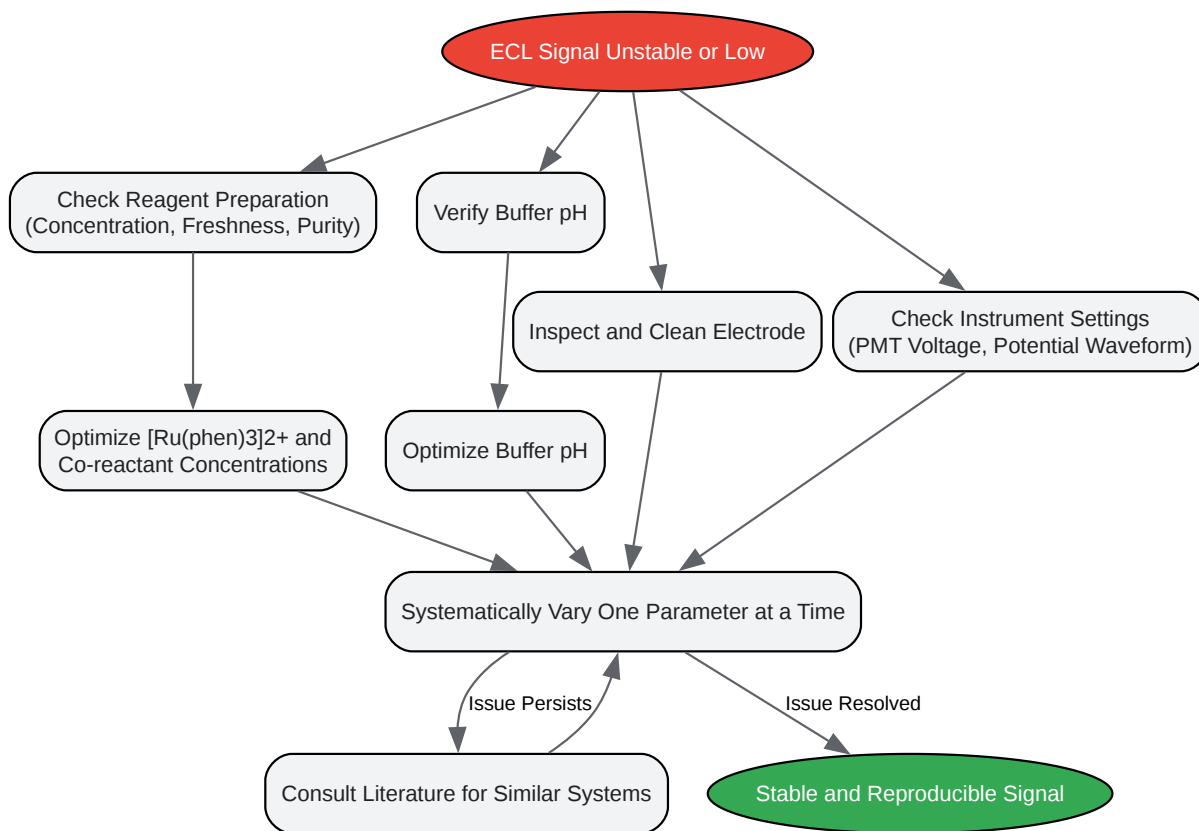 ECL Signal Unstable or Low
Check Reagent Preparation
(Concentration, Freshness, Purity)
Verify Buffer pH
Inspect and Clean Electrode
Check Instrument Settings
(PMT Voltage, Potential Waveform)
Optimize [Ru(phen)3]2+ and
Co-reactant Concentrations
Optimize Buffer pH
Systematically Vary One Parameter at a Time
Issue Persists
Issue Resolved
Consult Literature for Similar Systems
Stable and Reproducible Signal